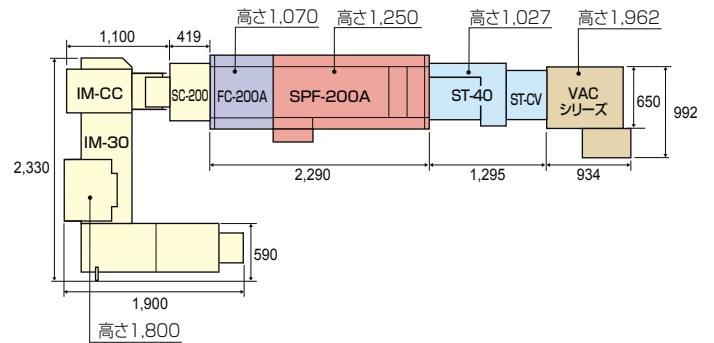 高さ1,070
高さ1,250
高さ1,027
高さ1,962
1,100
419
IM-CC
SC-200
FC-200A
SPF-200A
ST-40
ST-CV
VAC
シリーズ
650
992
IM-30
2,330
2,290
1,295
934
590
1,900
高さ1,800